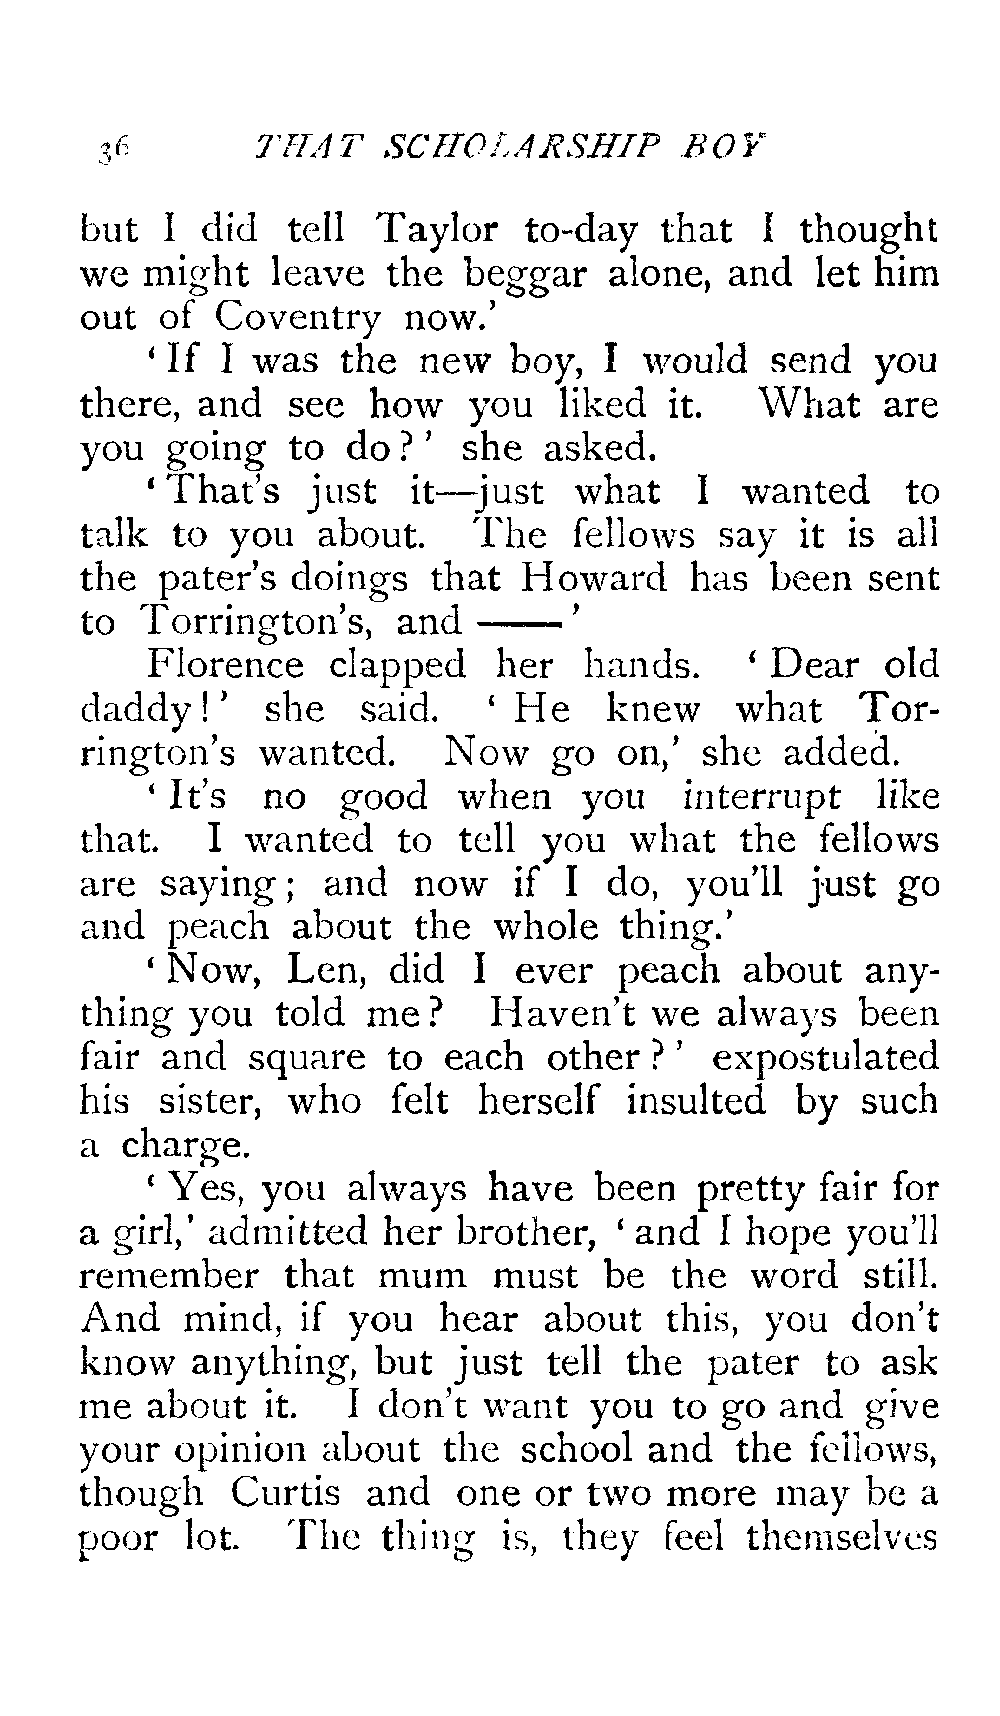 36 THAT SCHOLARSHIP BOY
but I did tell Taylor to-day that I thought
we might leave the beggar alone, and let him
out of Coventry now.’
‘If I was the new boy, I would send you
there, and see how you liked it. What are
you going to do?’ she asked.
‘That’s just it—just what I wanted to
talk to you about. The fellows say it is all
the pater’s doings that Howard has been sent
to Torrington’s, and ——’
Florence clapped her hands. ‘Dear old
daddy!’ she said. ‘He knew what Tor-
rington’s wanted. Now go on,’ she added.
‘It’s no good when you interrupt like
that. I wanted to tell you what the fellows
are saying; and now if I do, you’ll just go
and peach about the whole thing.’
‘Now, Len, did I ever peach about any-
thing you told me? Haven’t we always been
fair and square to each other?’ expostulated
his sister, who felt herself insulted by such
a charge.
‘Yes, you always have been pretty fair for
a girl,’ admitted her brother, ‘and I hope you’ll
remember that mum must be the word still.
And mind, if you hear about this, you don’t
know anything, but just tell the pater to ask
me about it. I don’t want you to go and give
your opinion about the school and the fellows,
though Curtis and one or two more may be a
poor lot. The thing is, they feel themselves